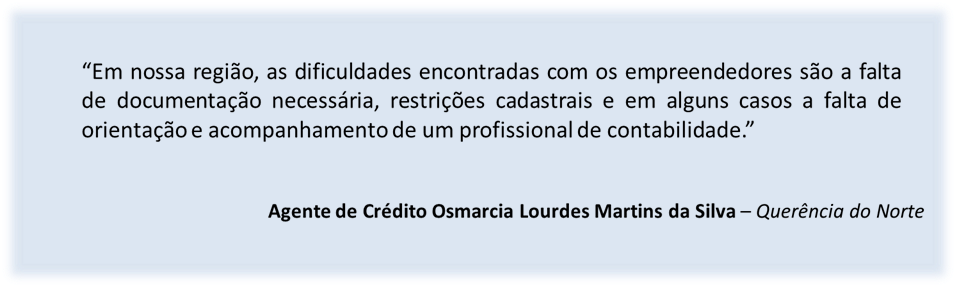 “Em nossa região, as dificuldades encontradas com os empreendedores são a falta
de documentação necessária, restrições cadastrais e em alguns casos a falta de
orientação e acompanhamento de um profissional de contabilidade.”
Agente de Crédito Osmarcia Lourdes Martins da Silva – Querência do Norte